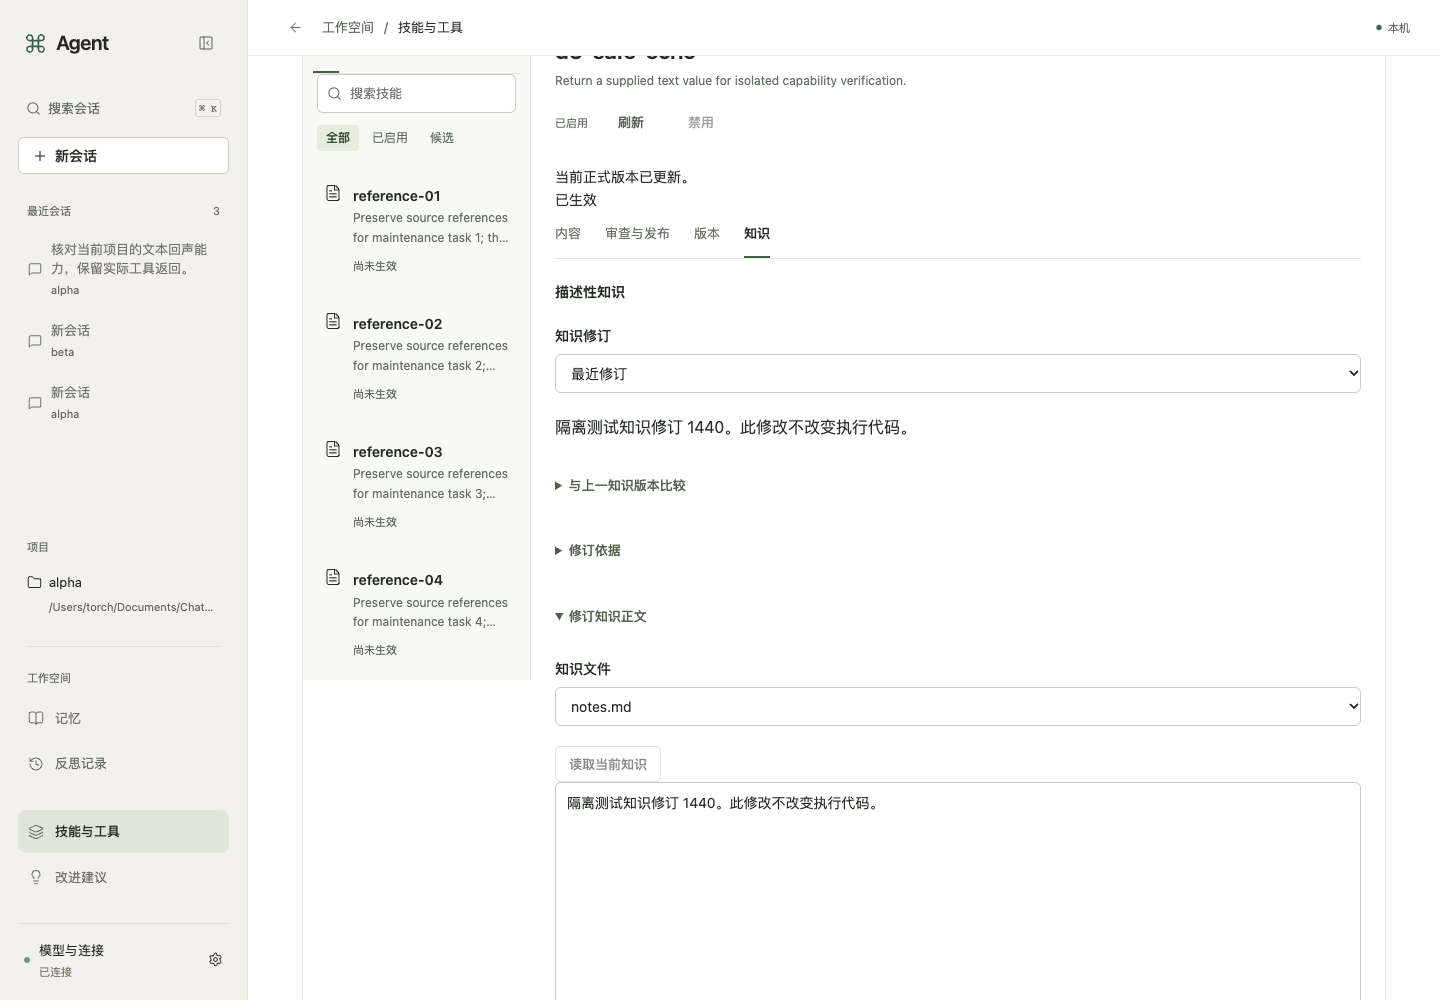 Agent
搜索会话
⌘ K
新会话
最近会话
3
核对当前项目的文本回声能
力，保留实际工具返回。
alpha
新会话
beta
新会话
alpha
项目
alpha
/Users/torch/Documents/Chat...
工作空间
记忆
反思记录
技能与工具
改进建议
模型与连接
已连接
工作空间 / 技能与工具
本机
搜索技能
全部 已启用 候选
reference-01
Preserve source references
for maintenance task 1; th...
尚未生效
reference-02
Preserve source references
for maintenance task 2;...
尚未生效
reference-03
Preserve source references
for maintenance task 3;...
尚未生效
reference-04
Preserve source references
for maintenance task 4;...
尚未生效
Return a supplied text value for isolated capability verification.
已启用 刷新 禁用
当前正式版本已更新。
已生效
内容 审查与发布 版本 知识
描述性知识
知识修订
最近修订
隔离测试知识修订 1440。此修改不改变执行代码。
与上一知识版本比较
修订依据
修订知识正文
知识文件
notes.md
读取当前知识
隔离测试知识修订 1440。此修改不改变执行代码。